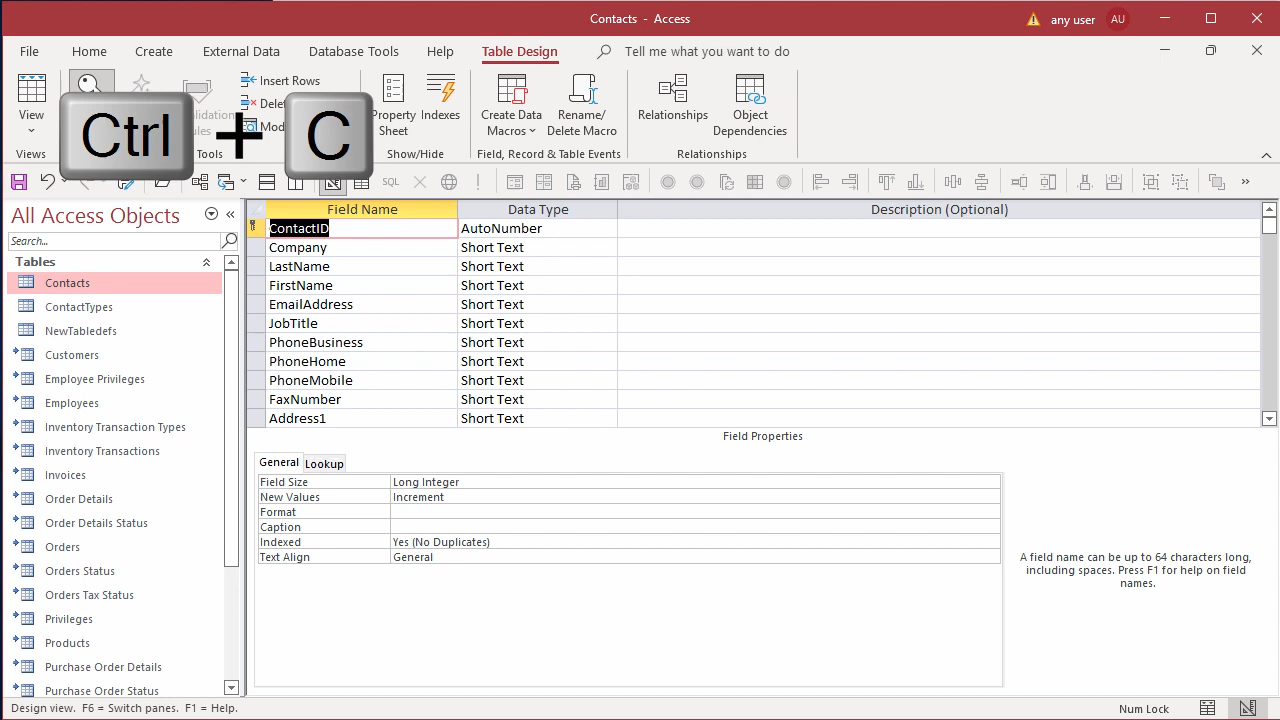 Contacts - Access
any user
AU
File
Home
Create
External Data
Database Tools
Help
Table Design
Tell me what you want to do
View
Insert Rows
Ctrl + C
Property Sheet
Indexes
Create Data Macros
Rename/ Delete Macro
Relationships
Object Dependencies
Views
Tools
Show/Hide
Field, Record & Table Events
Relationships
SQL
All Access Objects
Search...
Tables
Contacts
ContactTypes
NewTabledefs
Customers
Employee Privileges
Employees
Inventory Transaction Types
Inventory Transactions
Invoices
Order Details
Order Details Status
Orders
Orders Status
Orders Tax Status
Privileges
Products
Purchase Order Details
Purchase Order Status
Field Name Data Type Description (Optional)
ContactID AutoNumber
Company Short Text
LastName Short Text
FirstName Short Text
EmailAddress Short Text
JobTitle Short Text
PhoneBusiness Short Text
PhoneHome Short Text
PhoneMobile Short Text
FaxNumber Short Text
Address1 Short Text
Field Properties
General Lookup
Field Size Long Integer
New Values Increment
Format
Caption
Indexed Yes (No Duplicates)
Text Align General
A field name can be up to 64 characters long,
including spaces. Press F1 for help on field
names.
Design view. F6 = Switch panes. F1 = Help.
Num Lock